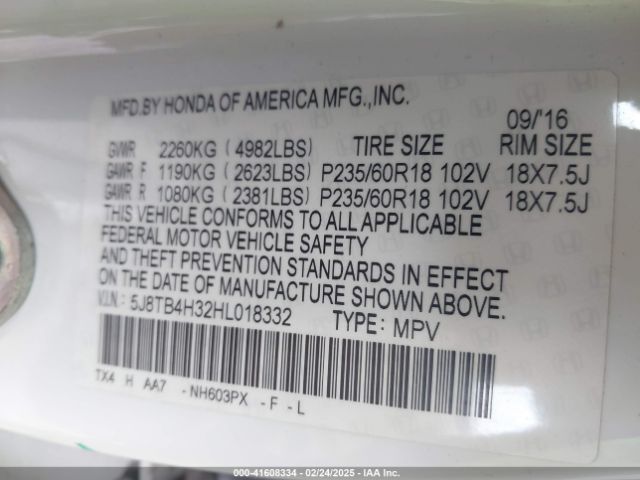 MFD.BY HONDA OF AMERICA MFG.,INC.
09/'16
GVWR 2260KG ( 4982LBS) TIRE SIZE RIM SIZE
GAWR F 1190KG ( 2623LBS) P235/60R18 102V 18X7.5J
GAWR R 1080KG ( 2381LBS) P235/60R18 102V 18X7.5J
THIS VEHICLE CONFORMS TO ALL APPLICABLE
FEDERAL MOTOR VEHICLE SAFETY
AND THEFT PREVENTION STANDARDS IN EFFECT
ON THE DATE OF MANUFACTURE SHOWN ABOVE.
V.I.N.: 5J8TB4H32HL018332 TYPE: MPV
TX4 H AA7 -NH603PX -F -L
000-41608334 - 02/24/2025 - IAA Inc.